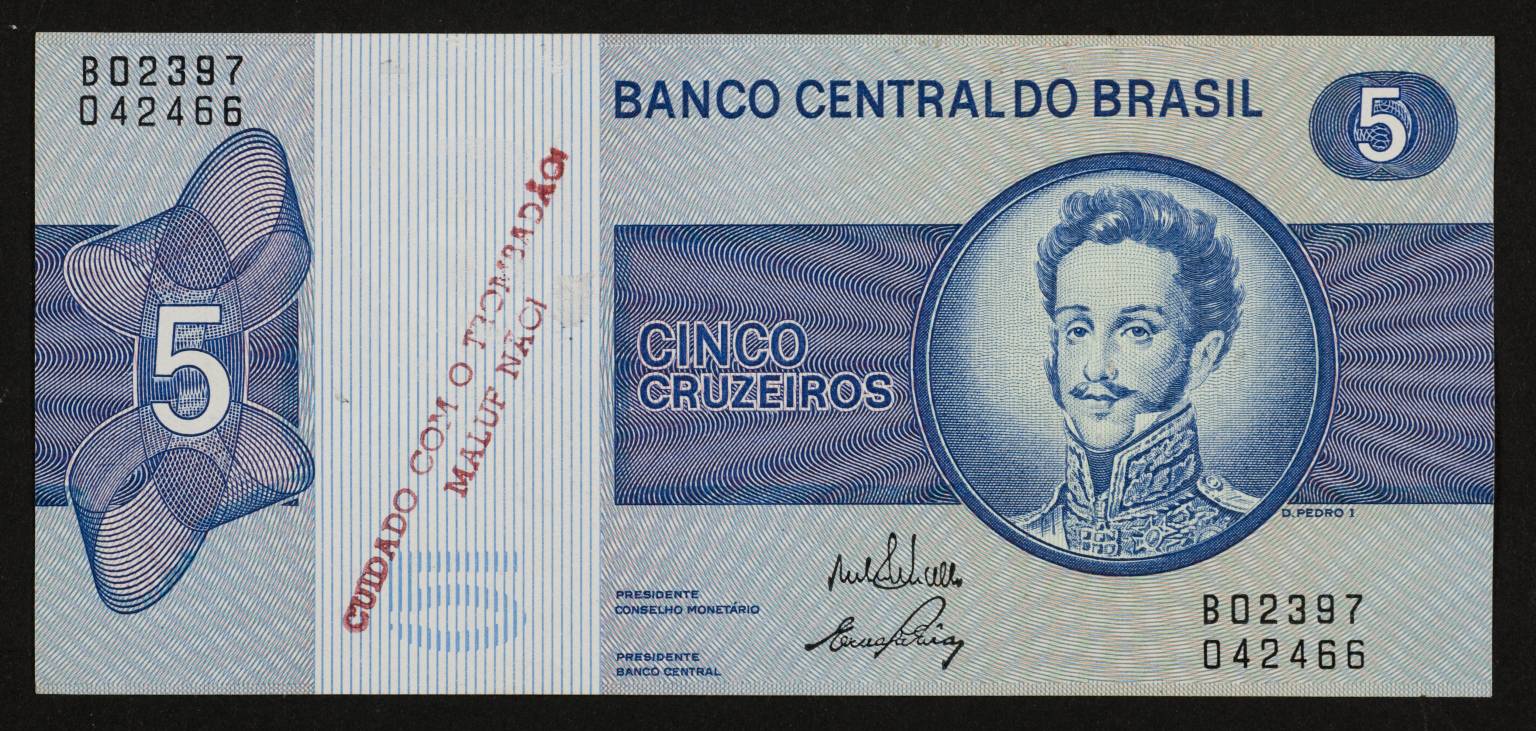 B02397
042466
BANCO CENTRAL DO BRASIL
5
5
CUIDADO COM O
MALUF NÃO!
CINCO
CRUZEIROS
D. PEDRO I
5
PRESIDENTE
CONSELHO MONETÁRIO
PRESIDENTE
BANCO CENTRAL
B02397
042466